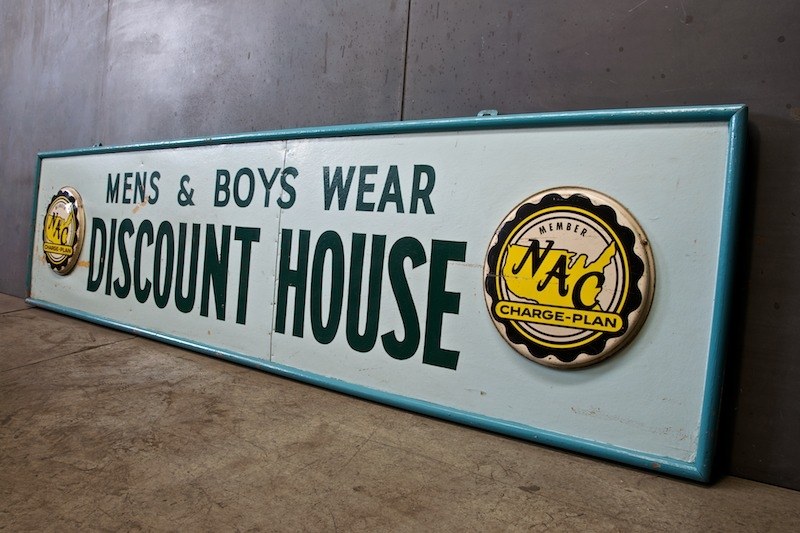 MENS & BOYS WEAR
DISCOUNT HOUSE
NAC
CHARGE-PLAN
MEMBER
NAC
CHARGE-PLAN